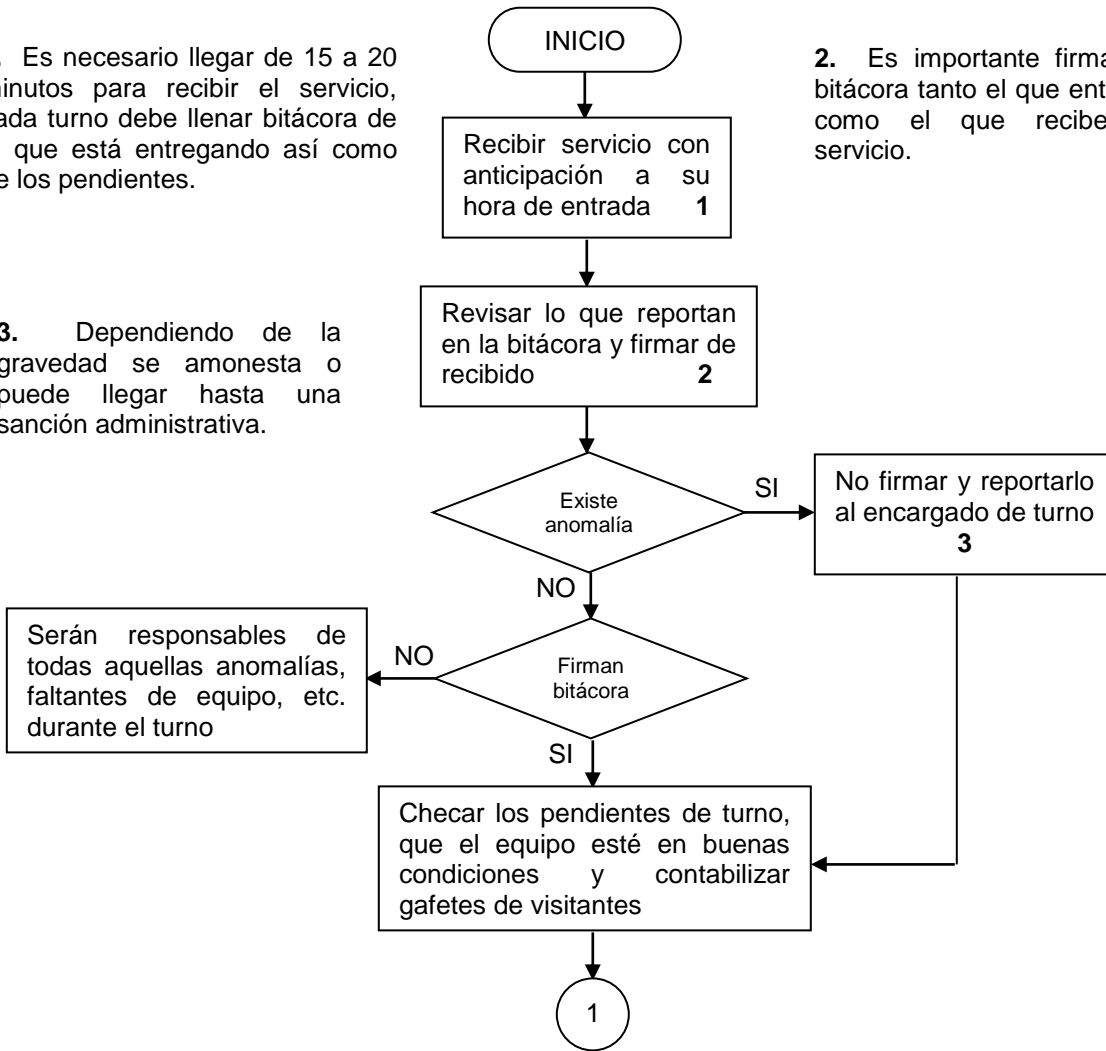 INICIO
Es necesario llegar de 15 a 20
minutos para recibir el servicio,
cada turno debe llenar bitácora de
que está entregando así como
de los pendientes.
2. Es importante firma
bitácora tanto el que ent
como el que recibe
servicio.
Recibir servicio con
anticipación a su
hora de entrada 1
Revisar lo que reportan
en la bitácora y firmar de
recibido 2
3. Dependiendo de la
gravedad se amonesta o
puede llegar hasta una
sanción administrativa.
Existe
anomalía
SI
No firmar y reportarlo
al encargado de turno
3
NO
Firman
bitácora
NO
Serán responsables de
todas aquellas anomalías,
faltantes de equipo, etc.
durante el turno
SI
Checar los pendientes de turno,
que el equipo esté en buenas
condiciones y contabilizar
gafetes de visitantes
1